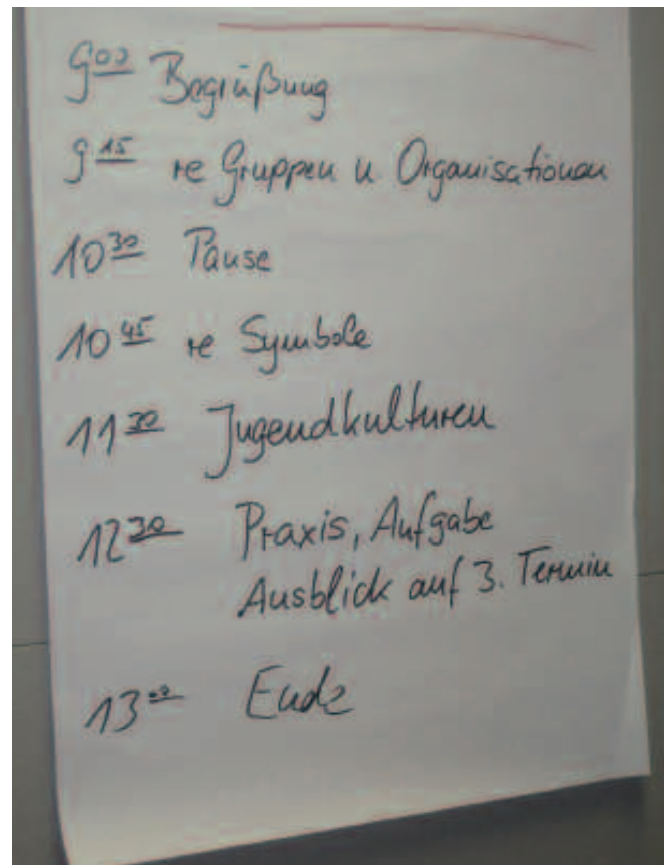 9⁰⁰ Begrüßung
9¹⁵ re Gruppen u Organisationen
10³⁰ Pause
10⁴⁵ re Symbole
11³⁰ Jugendkulturen
12³⁰ Praxis, Aufgabe
Ausblick auf 3. Termin
13⁰⁰ Ende